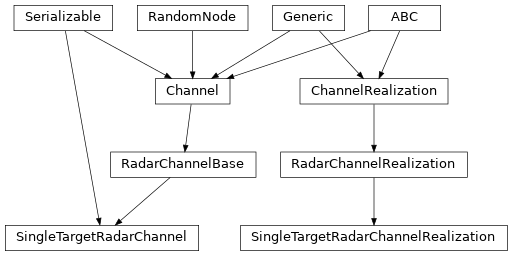 Serializable
RandomNode
Generic
ABC
Channel
ChannelRealization
RadarChannelBase
RadarChannelRealization
SingleTargetRadarChannel
SingleTargetRadarChannelRealization